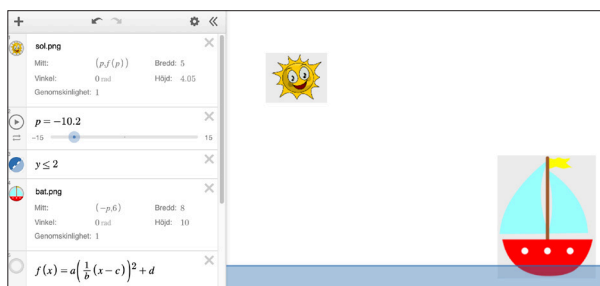 sol.png
Mitt: (p,f(p)) Bredd: 5
Vinkel: 0 rad Höjd: 4.05
Genomskinlighet: 1
p = −10.2
−15 15
y ≤ 2
bat.png
Mitt: (−p,6) Bredd: 8
Vinkel: 0 rad Höjd: 10
Genomskinlighet: 1
f(x) = a(1/b(x−c))² + d